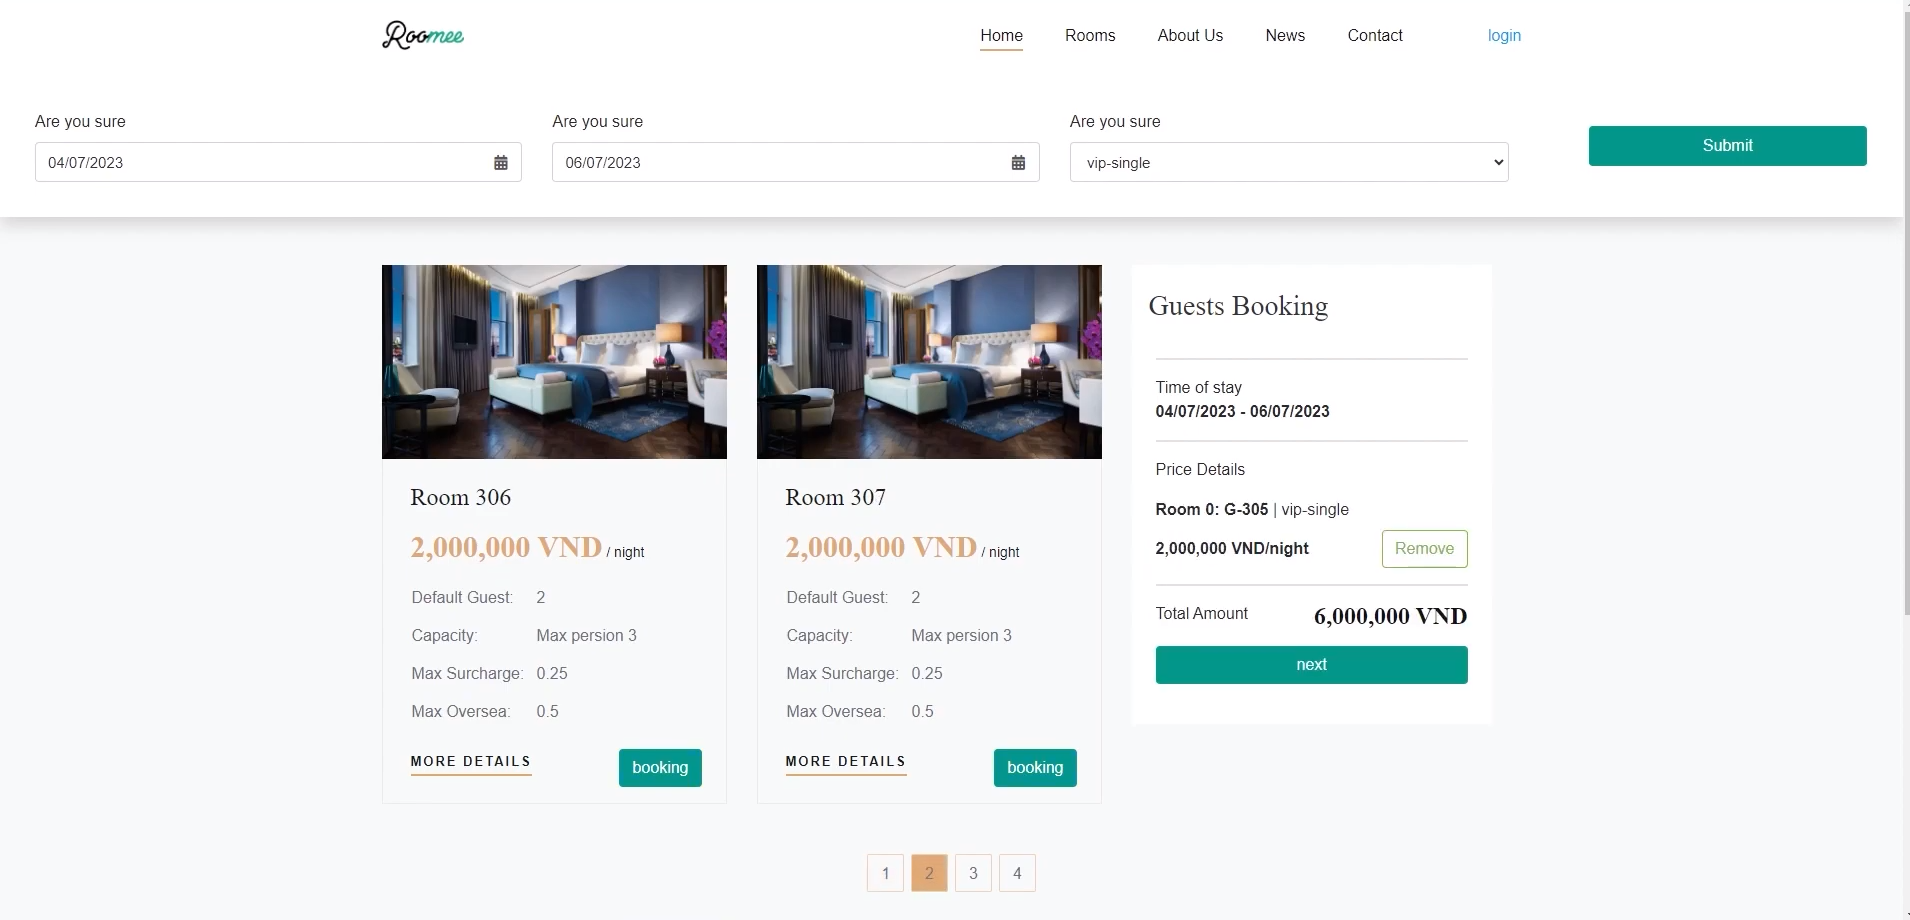 Roomee
Home Rooms About Us News Contact login
Are you sure Are you sure Are you sure
04/07/2023 06/07/2023 vip-single Submit
Room 306
2,000,000 VND / night
Default Guest: 2
Capacity: Max persion 3
Max Surcharge: 0.25
Max Oversea: 0.5
MORE DETAILS booking
Room 307
2,000,000 VND / night
Default Guest: 2
Capacity: Max persion 3
Max Surcharge: 0.25
Max Oversea: 0.5
MORE DETAILS booking
Guests Booking
Time of stay
04/07/2023 - 06/07/2023
Price Details
Room 0: G-305 | vip-single
2,000,000 VND/night Remove
Total Amount 6,000,000 VND
next
1 2 3 4